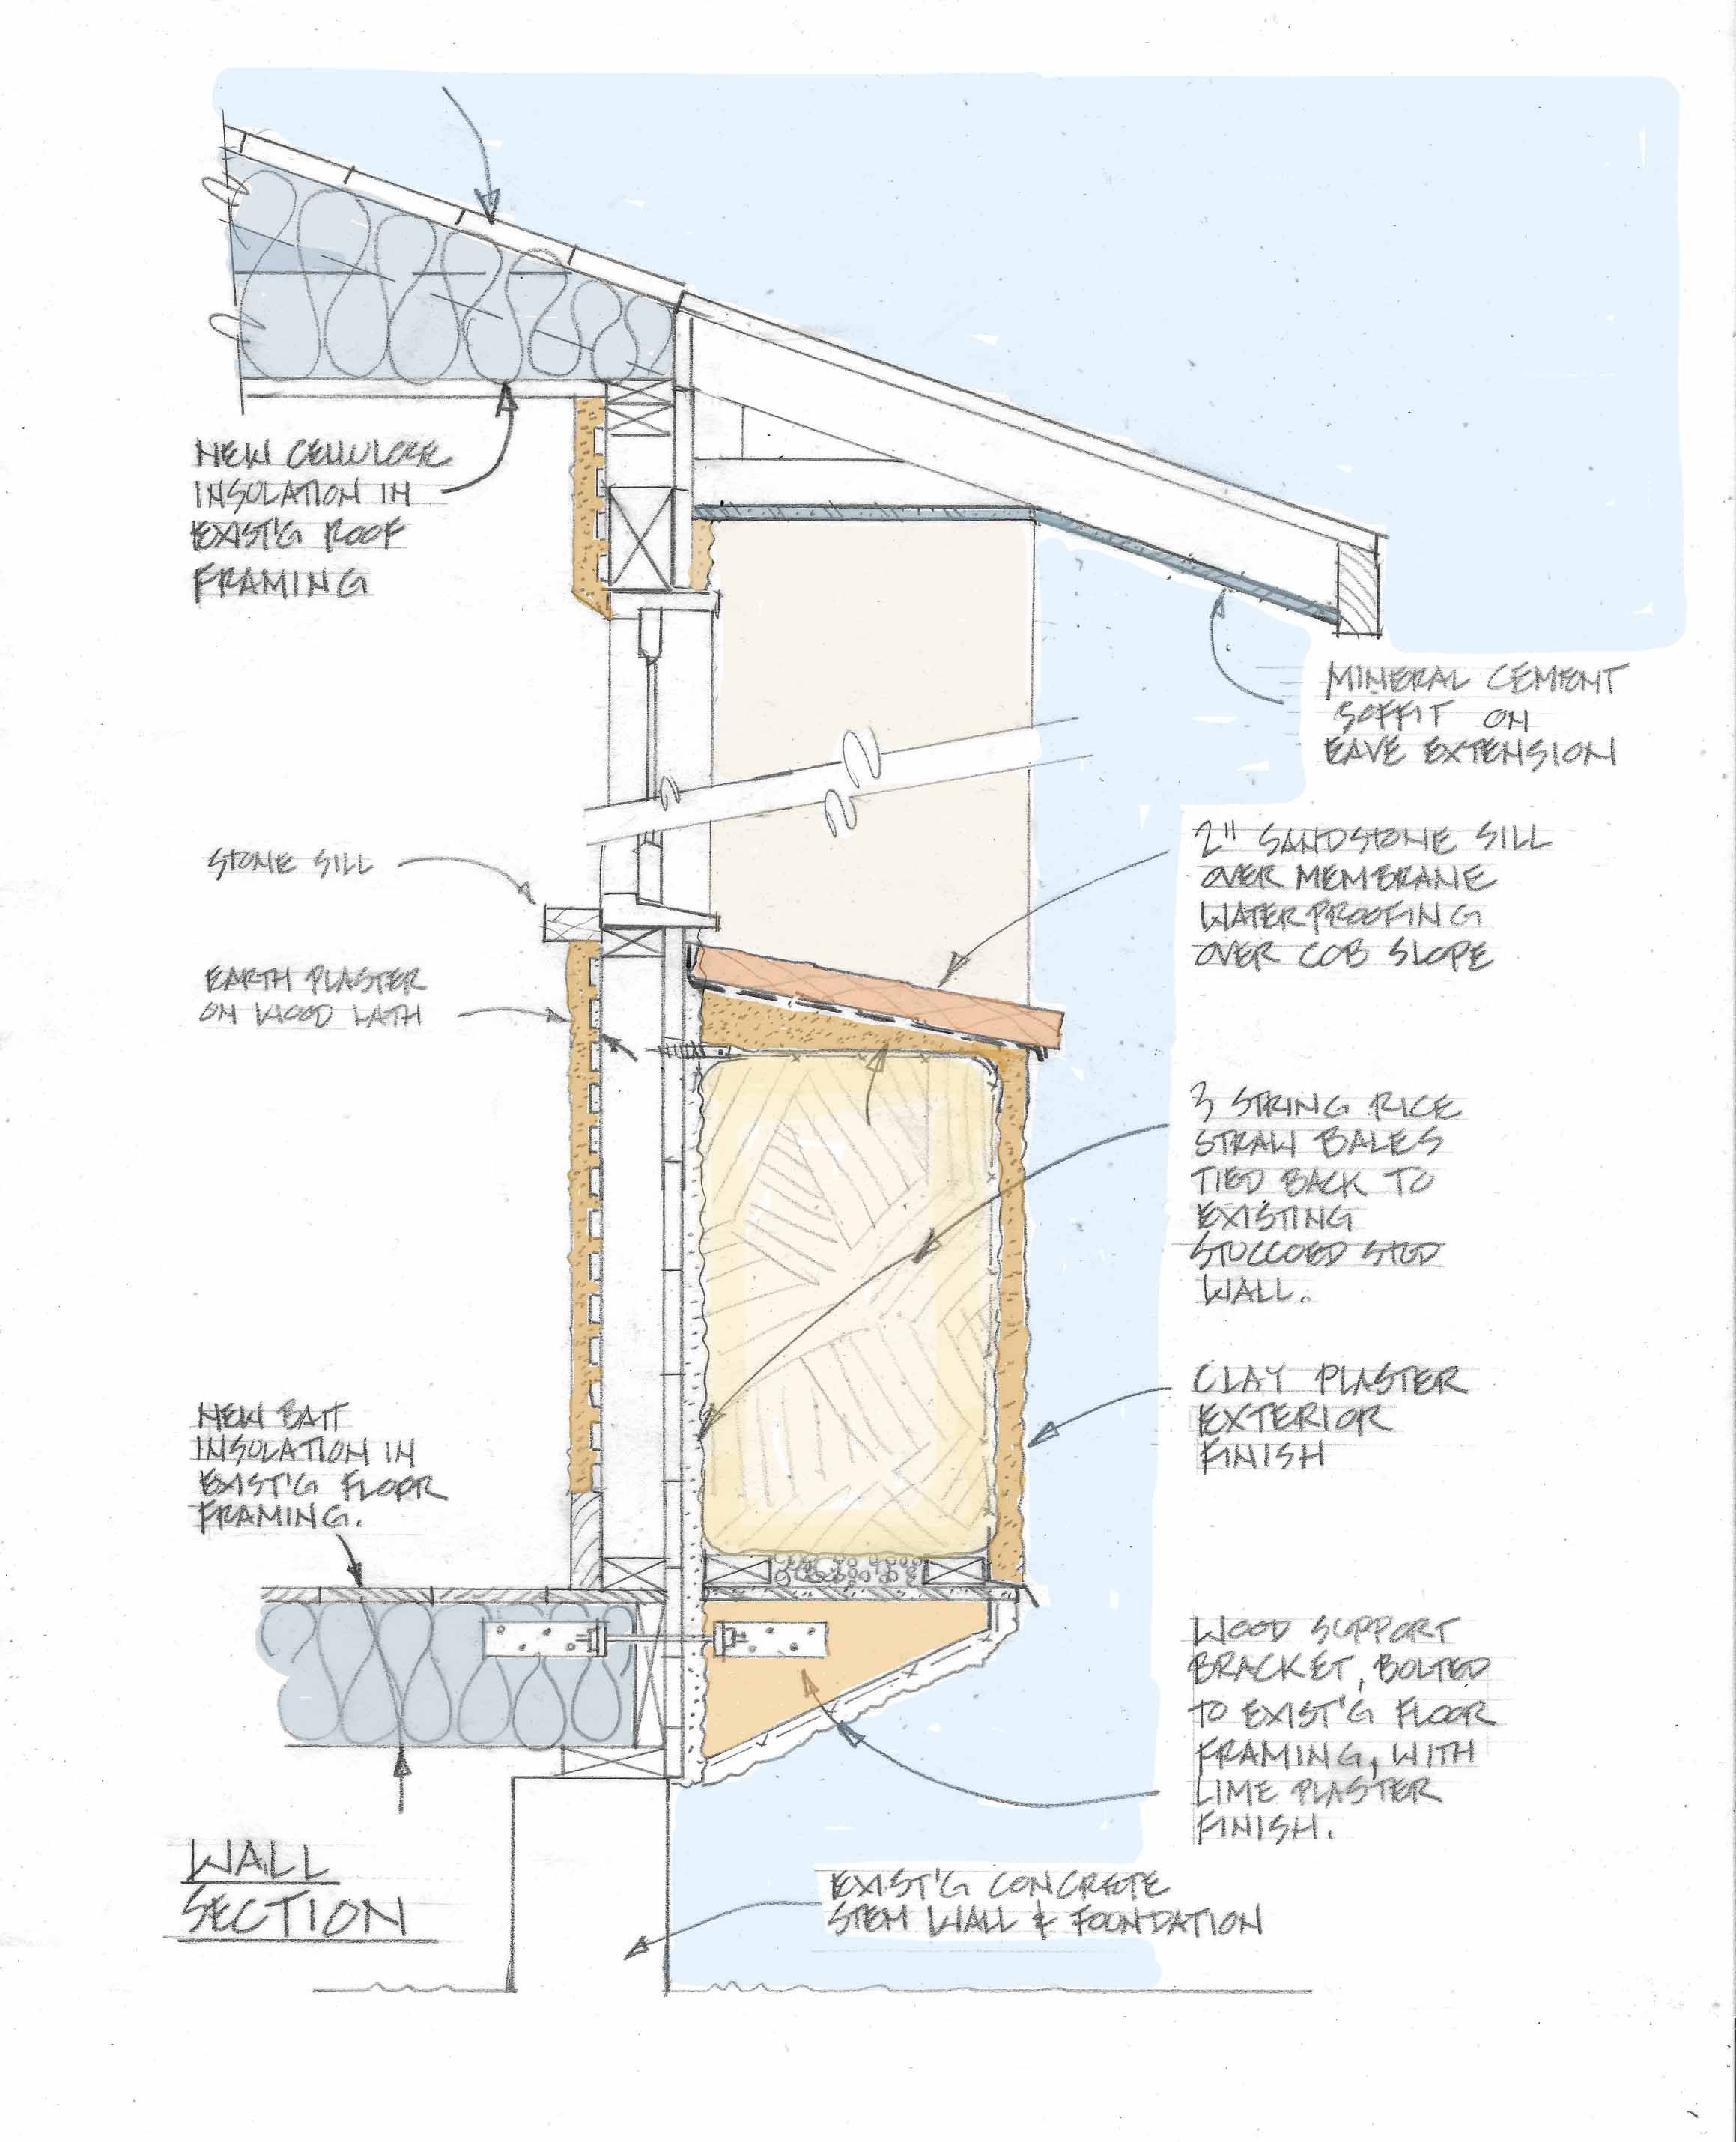 NEW CELLULOSE
INSULATION IN
EXIST'G ROOF
FRAMING
MINERAL CEMENT
SOFFIT ON
EAVE EXTENSION
STONE SILL
2" SANDSTONE SILL
OVER MEMBRANE
WATERPROOFING
OVER COB SLOPE
EARTH PLASTER
ON WOOD LATH
3 STRING RICE
STRAW BALES
TIED BACK TO
EXISTING
STUCCOED STUD
WALL.
CLAY PLASTER
EXTERIOR
FINISH
NEW BATT
INSULATION IN
EXIST'G FLOOR
FRAMING.
WOOD SUPPORT
BRACKET, BOLTED
TO EXIST'G FLOOR
FRAMING, WITH
LIME PLASTER
FINISH.
WALL
SECTION
EXIST'G CONCRETE
STEM WALL & FOUNDATION